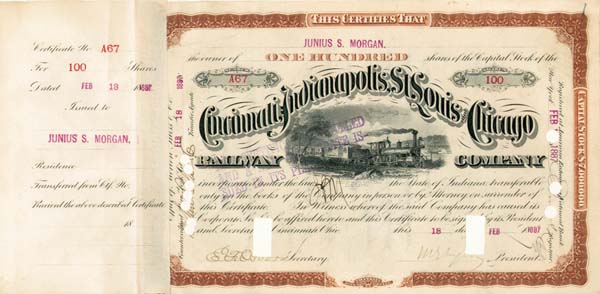 Certificate No A67
For 100 Shares
Dated FEB 18 1887
Issued to
JUNIUS S. MORGAN.
Residence
Transferred from Ctf. No.
Received the above described Certificate
18
THIS CERTIFIES THAT
JUNIUS S. MORGAN.
the owner of ONE HUNDRED shares of the Capital Stock of the
A67
100
Cincinnati, Indianapolis, St. Louis and Chicago
RAILWAY COMPANY
incorporated under the laws of the State of Indiana transferable
only on the books of the Company in person or by Attorney on surrender of
this Certificate. In Witness whereof the said Company has caused its
Corporate Seal to be affixed hereto and this Certificate to be signed by its President
and Secretary at Cincinnati Ohio this 18 FEB 1887
Secretary.
President.
CAPITAL STOCK $7,000,000
FEB 18 1887
FEB 18 1887